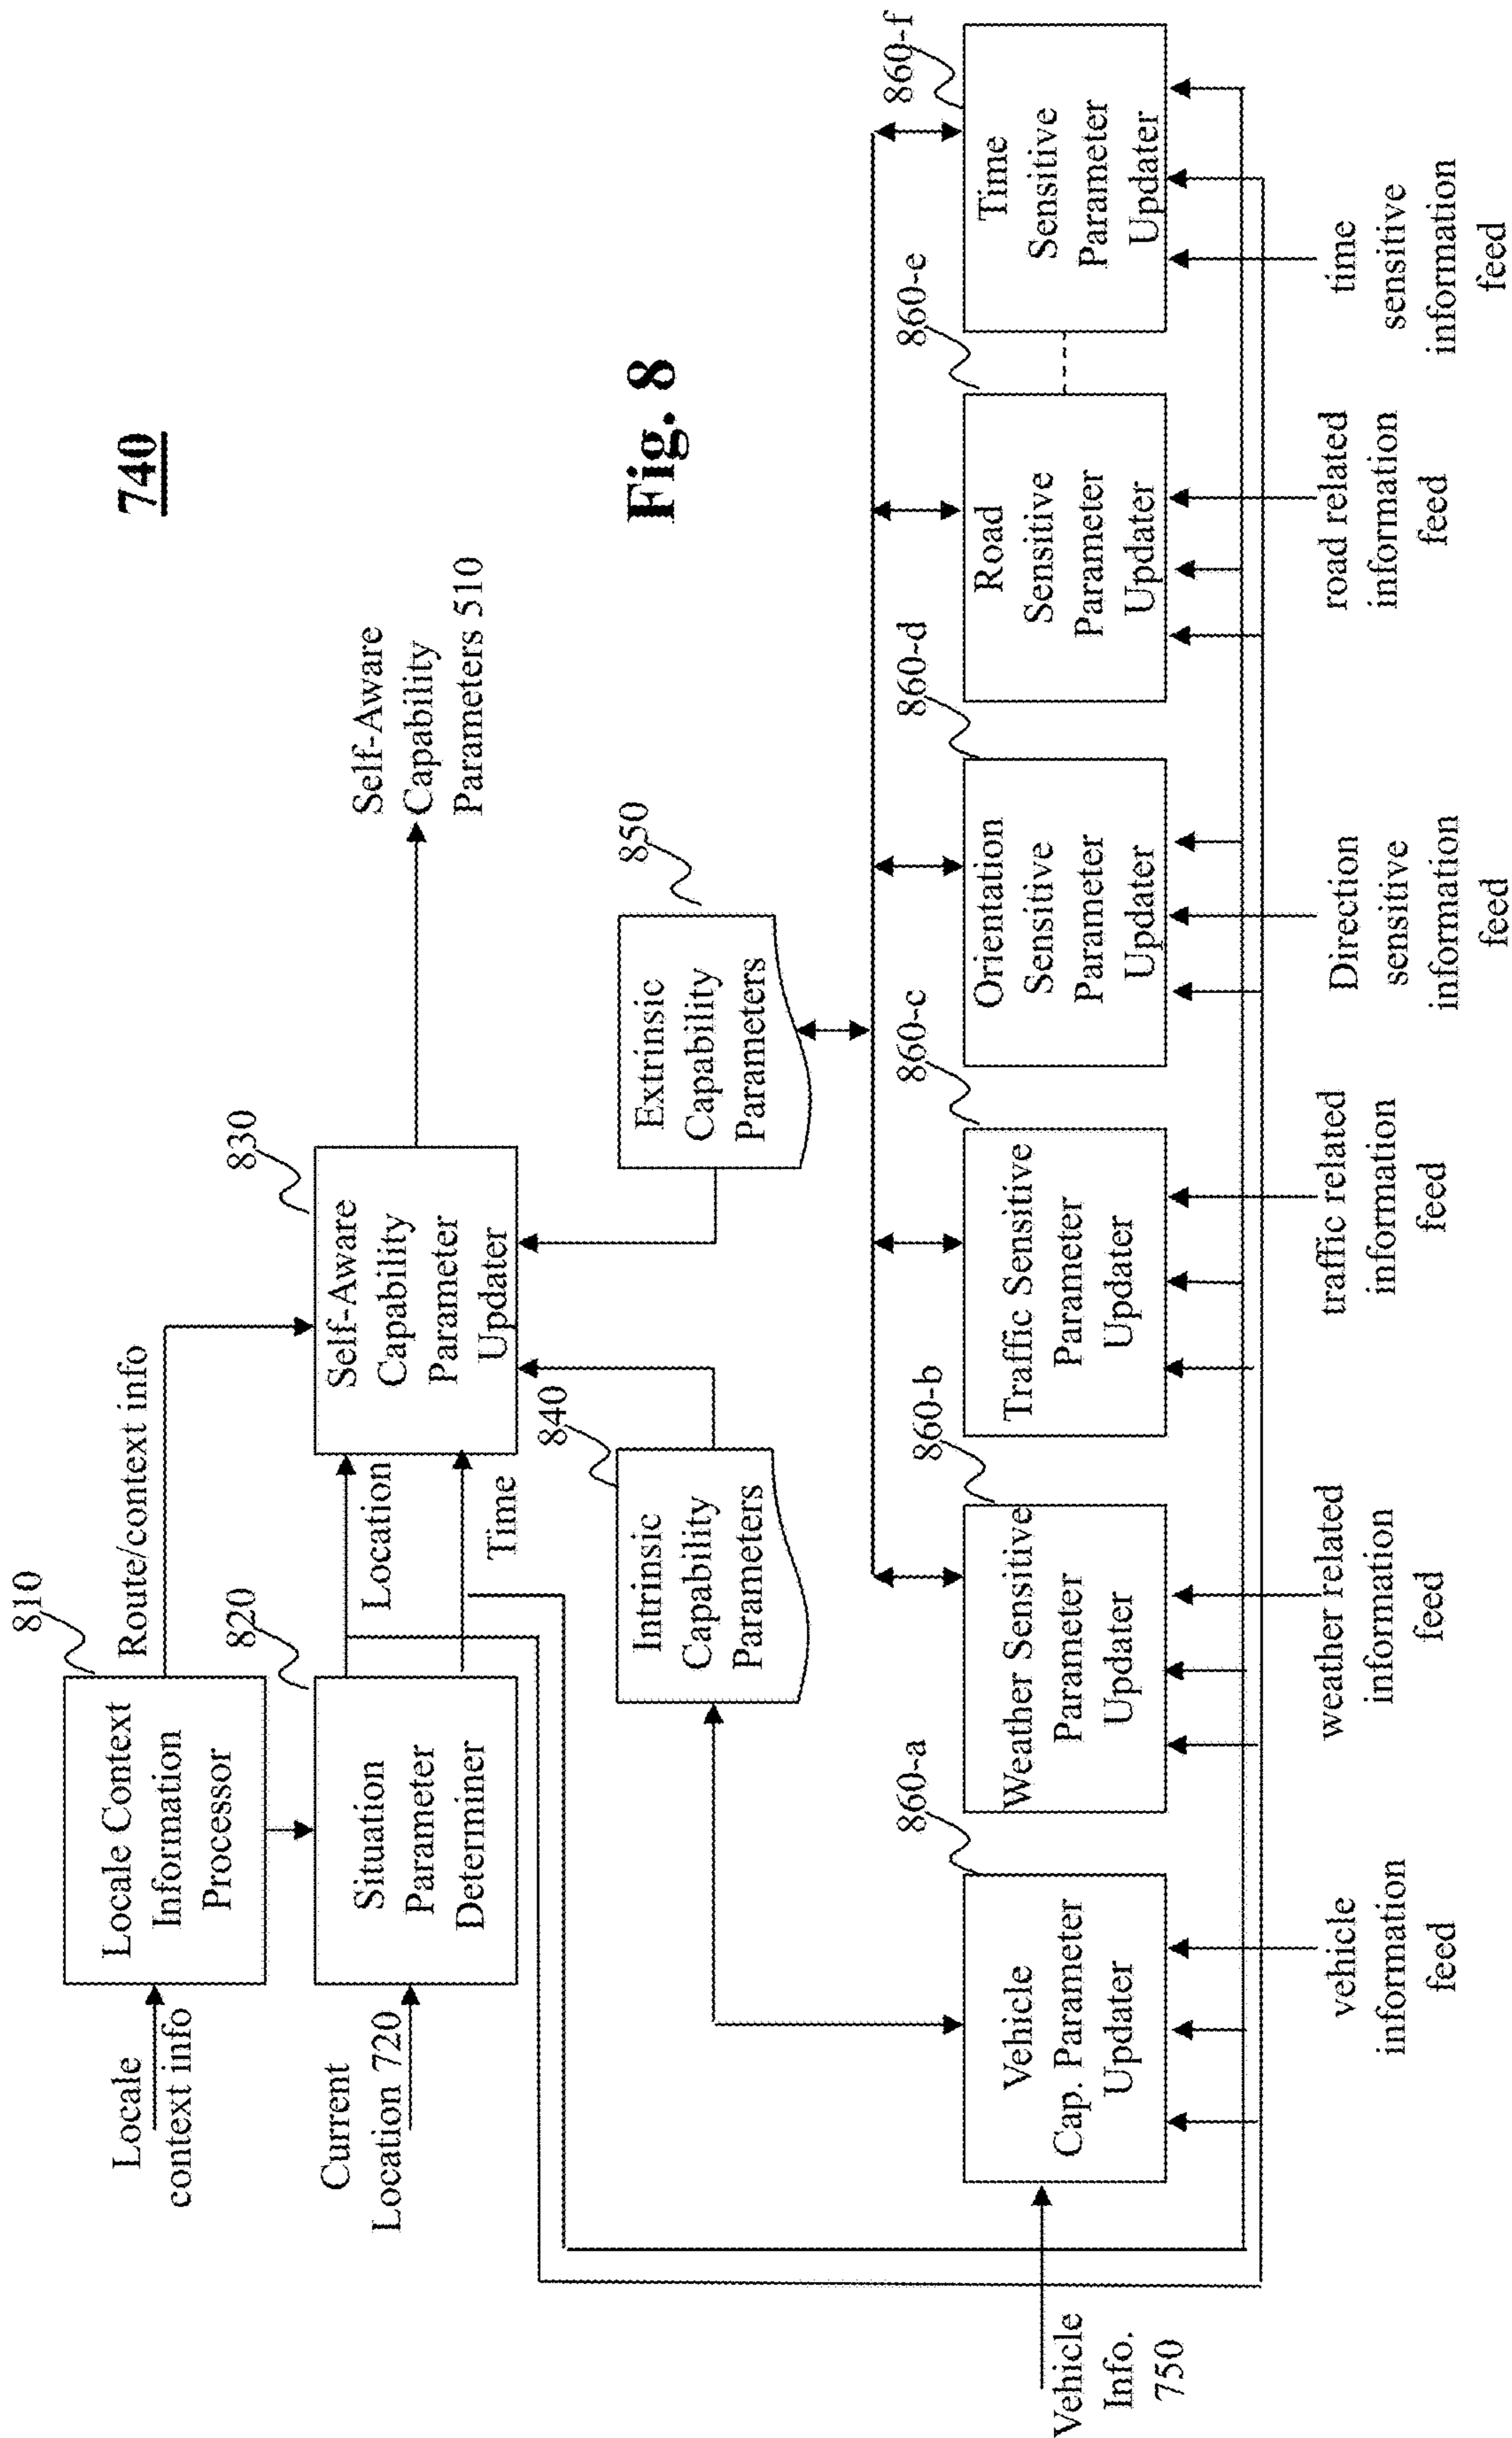 740
810
Locale Context
Information
Processor
Locale
context info
Route/context info
820
Situation
Parameter
Determiner
Current
Location 720
Location
Time
830
Self-Aware
Capability
Parameter
Updater
Self-Aware
Capability
Parameters 510
840
Intrinsic
Capability
Parameters
850
Extrinsic
Capability
Parameters
Fig. 8
860-a
Vehicle
Cap. Parameter
Updater
860-b
Weather Sensitive
Parameter
Updater
860-c
Traffic Sensitive
Parameter
Updater
860-d
Orientation
Sensitive
Parameter
Updater
860-e
Road
Sensitive
Parameter
Updater
860-f
Time
Sensitive
Parameter
Updater
Vehicle
Info.
750
vehicle
information
feed
weather related
information
feed
traffic related
information
feed
Direction
sensitive
information
feed
road related
information
feed
time
sensitive
information
feed